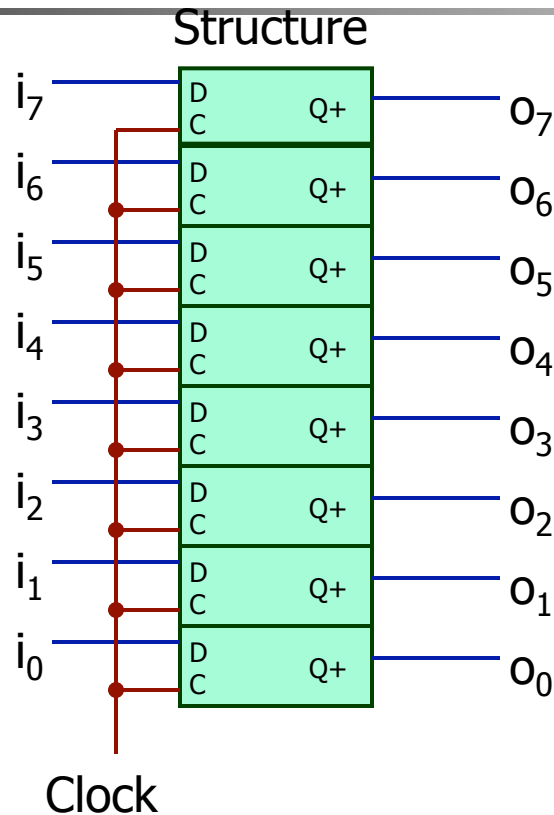 Structure
i7
D
C
Q+
o7
i6
D
C
Q+
o6
i5
D
C
Q+
o5
i4
D
C
Q+
o4
i3
D
C
Q+
o3
i2
D
C
Q+
o2
i1
D
C
Q+
o1
i0
D
C
Q+
o0
Clock